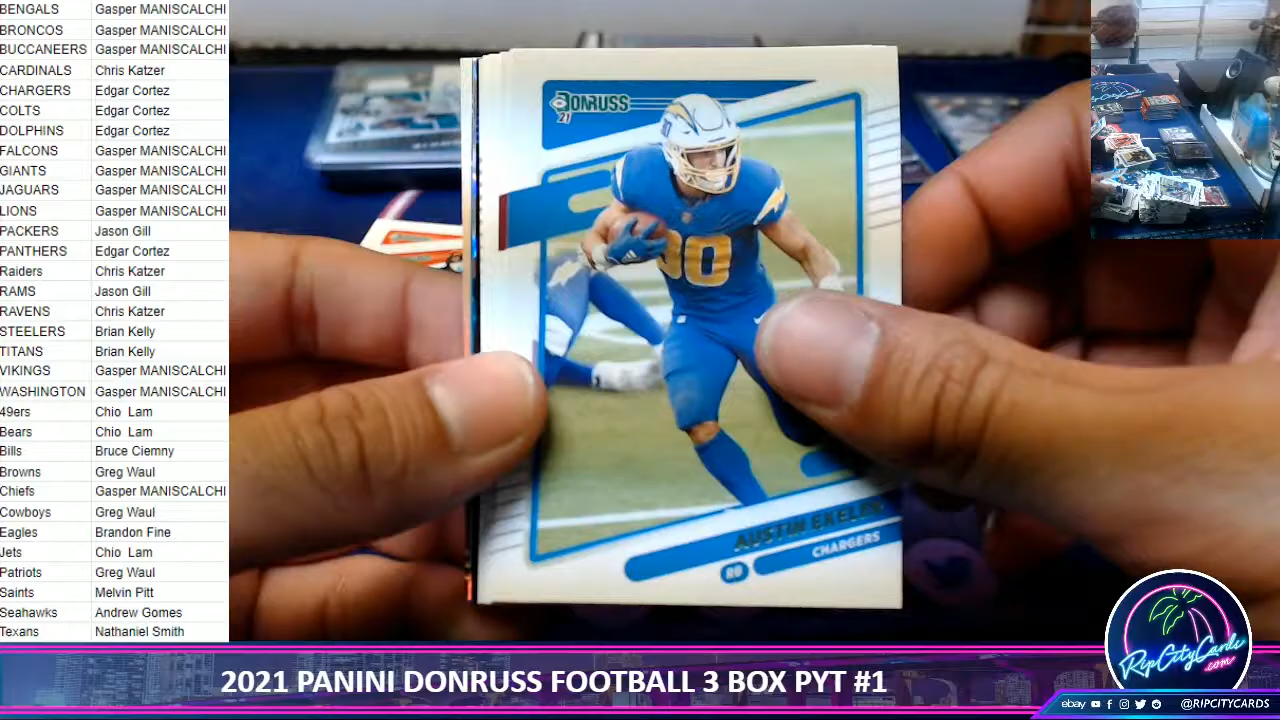 BENGALS Gasper MANISCALCHI
BRONCOS Gasper MANISCALCHI
BUCCANEERS Gasper MANISCALCHI
CARDINALS Chris Katzer
CHARGERS Edgar Cortez
COLTS Edgar Cortez
DOLPHINS Edgar Cortez
FALCONS Gasper MANISCALCHI
GIANTS Gasper MANISCALCHI
JAGUARS Gasper MANISCALCHI
LIONS Gasper MANISCALCHI
PACKERS Jason Gill
PANTHERS Edgar Cortez
Raiders Chris Katzer
RAMS Jason Gill
RAVENS Chris Katzer
STEELERS Brian Kelly
TITANS Brian Kelly
VIKINGS Gasper MANISCALCHI
WASHINGTON Gasper MANISCALCHI
49ers Chio Lam
Bears Chio Lam
Bills Bruce Ciemny
Browns Greg Waul
Chiefs Gasper MANISCALCHI
Cowboys Greg Waul
Eagles Brandon Fine
Jets Chio Lam
Patriots Greg Waul
Saints Melvin Pitt
Seahawks Andrew Gomes
Texans Nathaniel Smith
DONRUSS
21
30
AUSTIN EKELER
CHARGERS
RB
2021 PANINI DONRUSS FOOTBALL 3 BOX PYT #1
RipCityCards
.com
ebay @RIPCITYCARDS